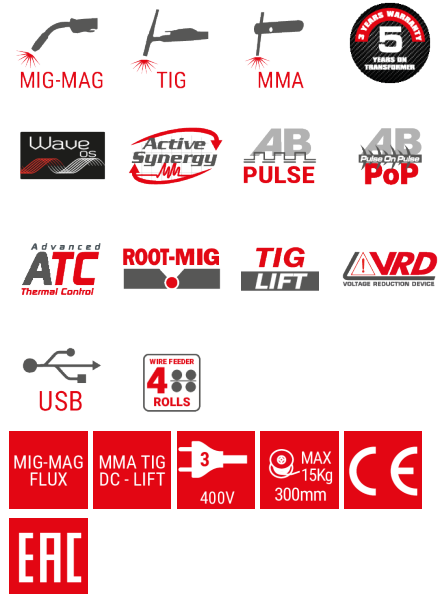 MIG-MAG
TIG
MMA
3 YEARS WARRANTY
5
YEARS ON
TRANSFORMER
Wave
OS
Active
Synergy
AB
PULSE
AB
Pulse On Pulse
PoP
Advanced
ATC
Thermal Control
ROOT-MIG
TIG
LIFT
VRD
VOLTAGE REDUCTION DEVICE
USB
WIRE FEEDER
4
ROLLS
MIG-MAG
FLUX
MMA TIG
DC - LIFT
3
400V
MAX
15Kg
300mm
CE
EAC